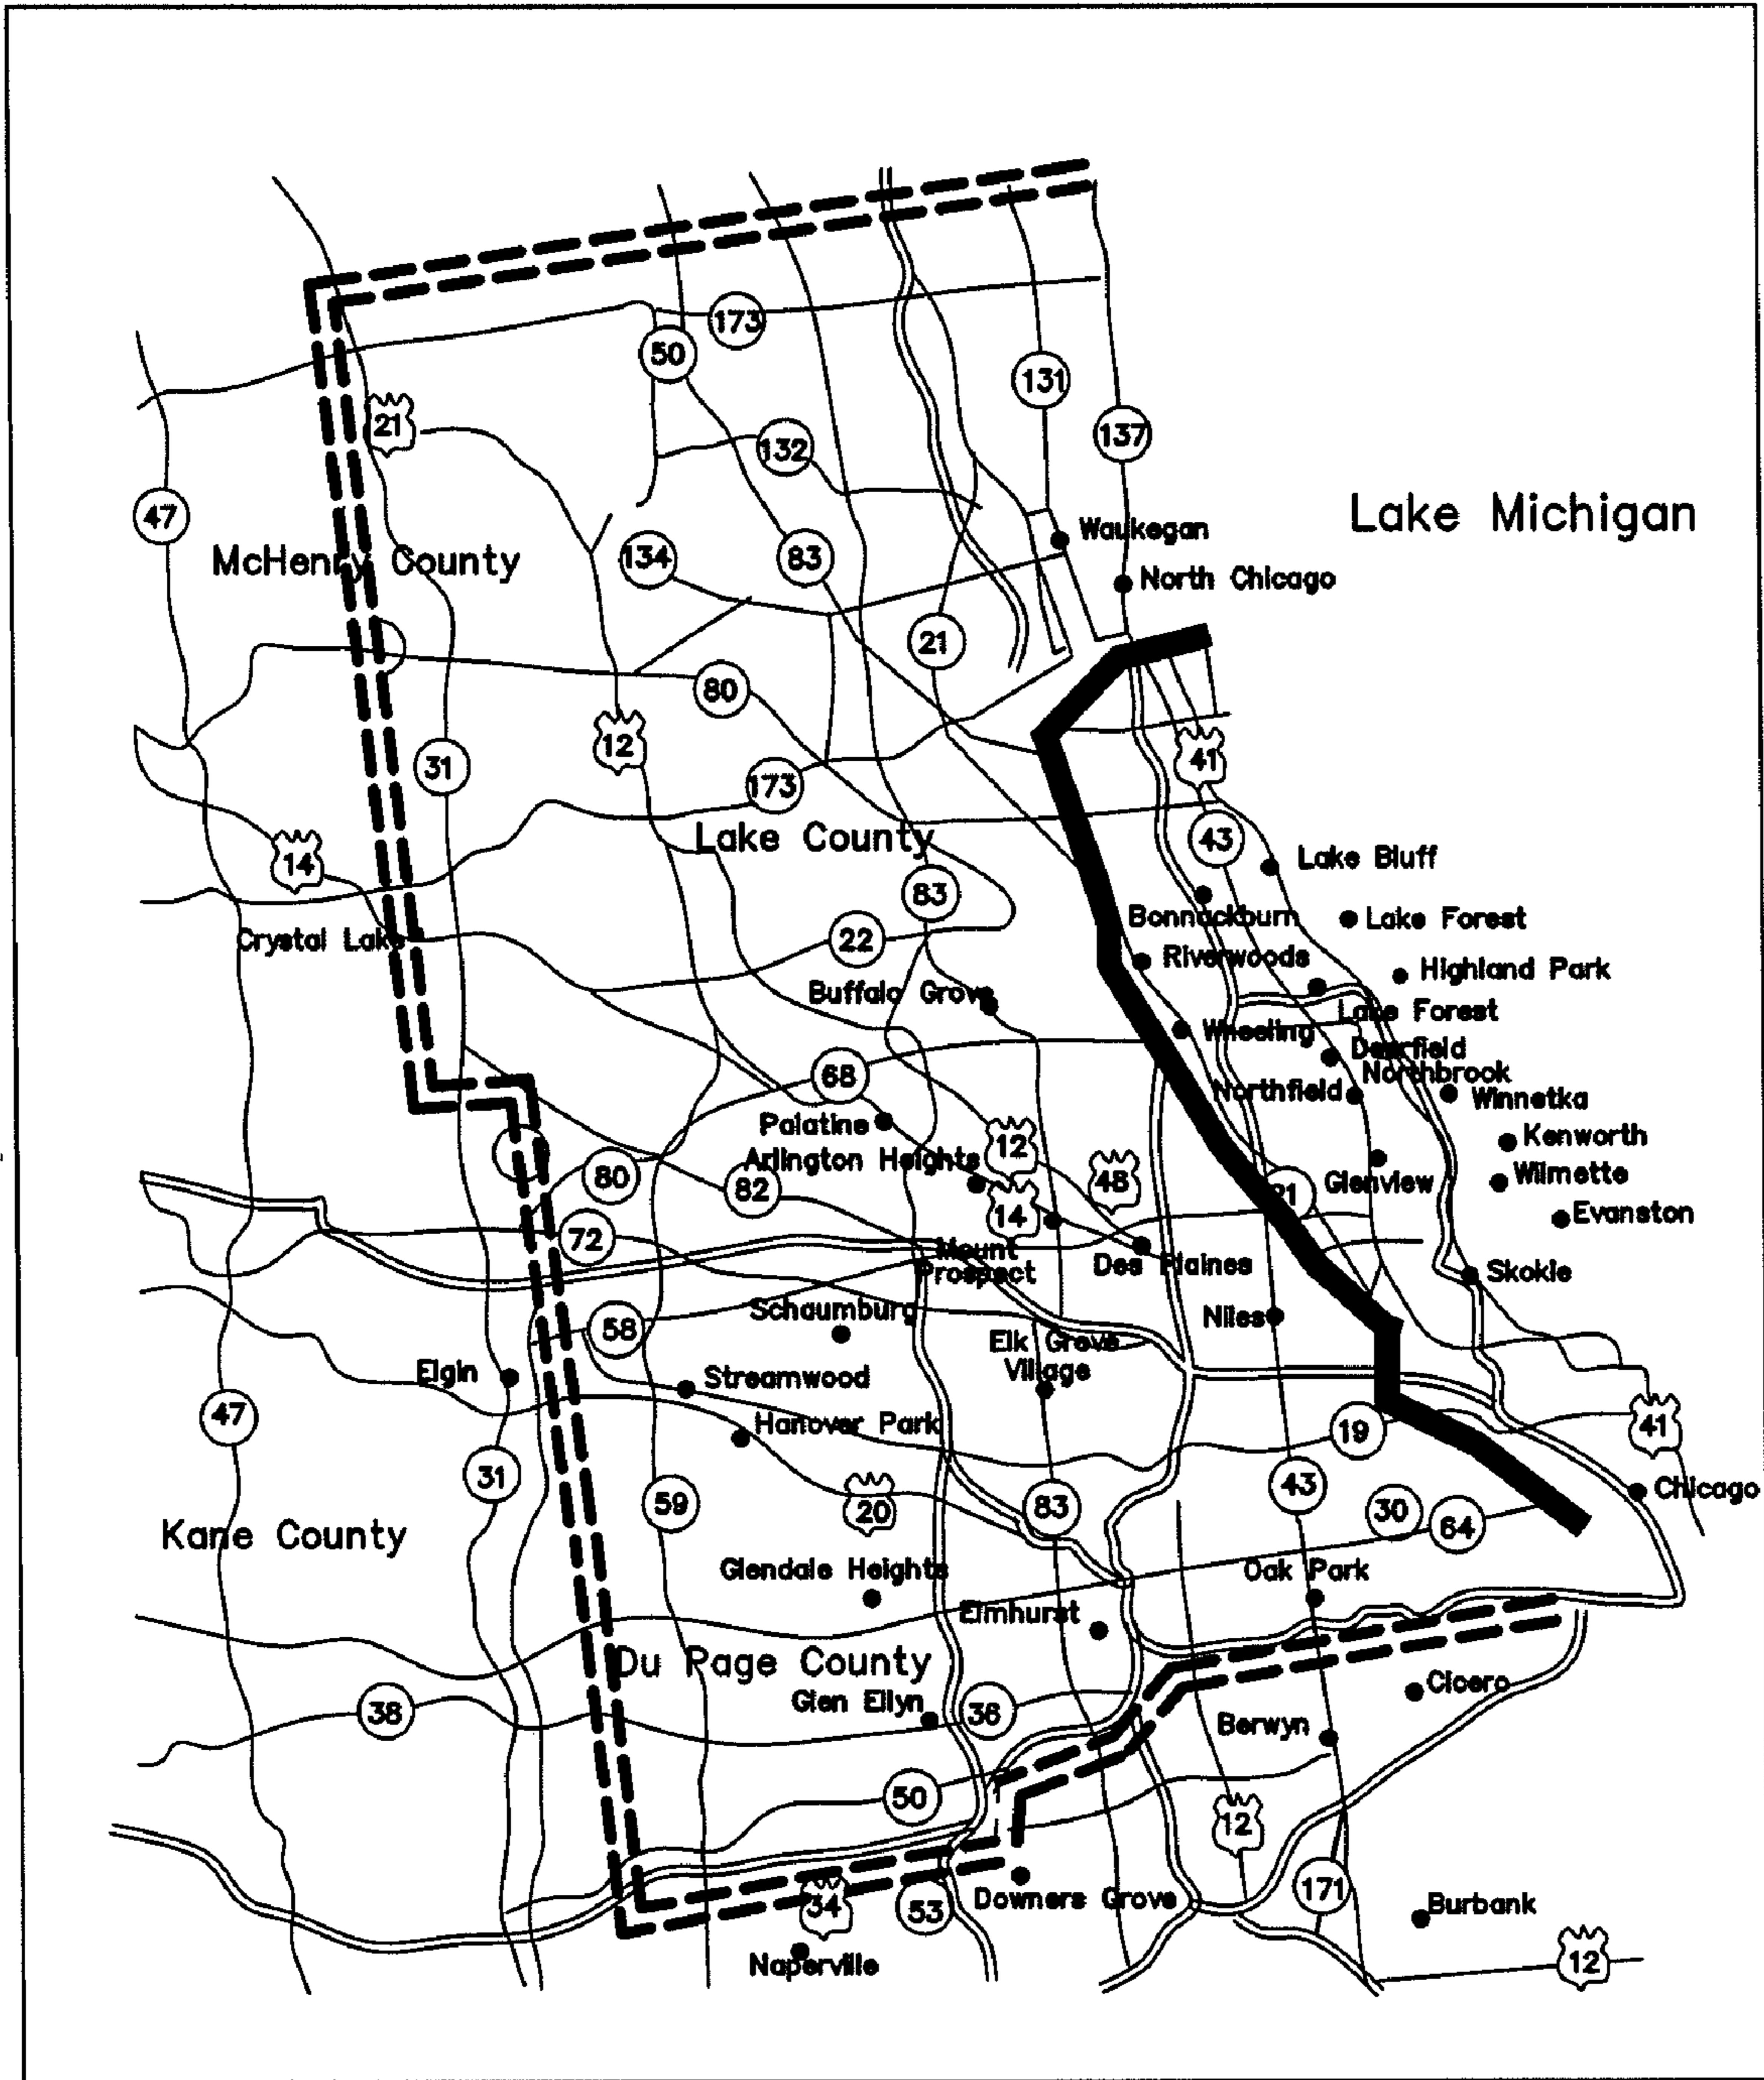 173
50
131
21
137
132
47
Lake Michigan
Waukegan
McHenry County
134
83
North Chicago
21
80
12
31
41
173
Lake County
43
14
Lake Bluff
83
Bonnackburn
Lake Forest
Crystal Lake
22
Riverwoods
Highland Park
Buffalo Grove
Lake Forest
Wheeling
Deerfield
68
Northbrook
Northfield
Winnetka
Palatine
12
Kenworth
Arlington Heights
80
82
48
21
Glenview
Wilmette
14
Evanston
72
Mount
Prospect
Des Plaines
Skokie
Schaumburg
Niles
58
Elk Grove
Village
Elgin
Streamwood
47
Hanover Park
19
41
31
59
20
83
43
30
64
Chicago
Kane County
Glendale Heights
Oak Park
Elmhurst
Du Page County
Cicero
38
Glen Ellyn
36
Berwyn
50
12
34
53
Downers Grove
171
Burbank
Naperville
12